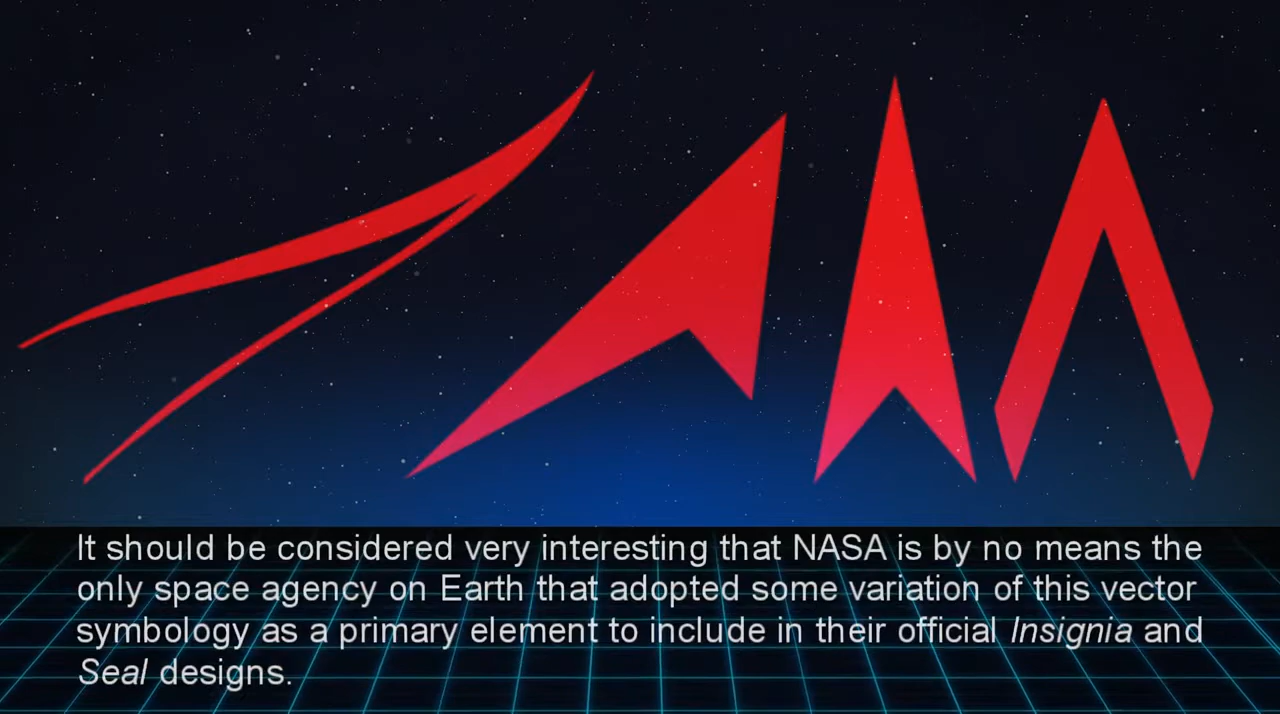 It should be considered very interesting that NASA is by no means the
only space agency on Earth that adopted some variation of this vector
symbology as a primary element to include in their official Insignia and
Seal designs.